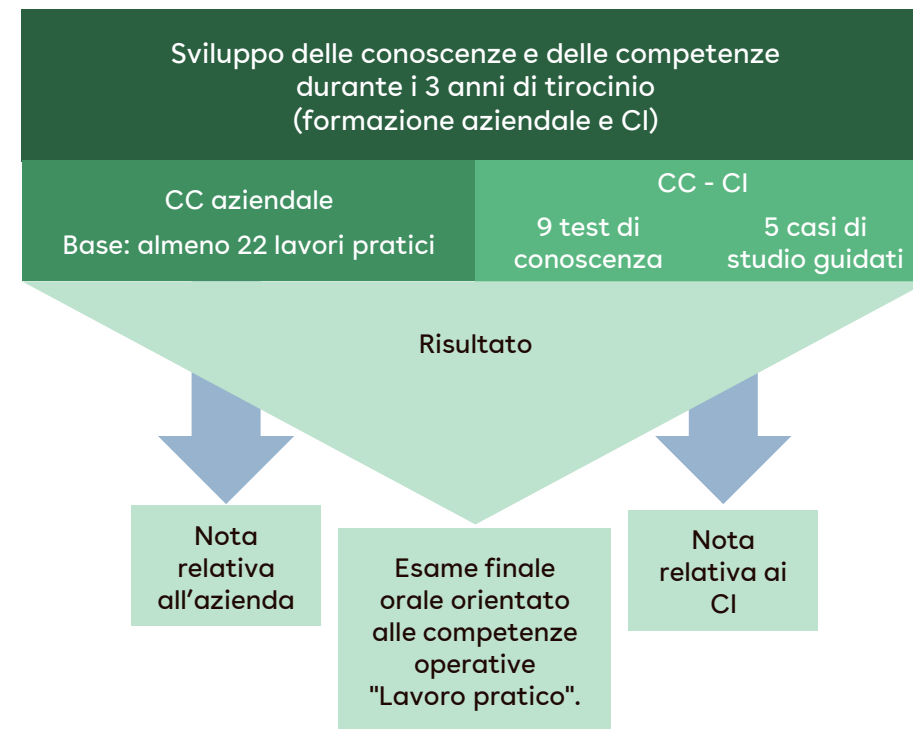 Sviluppo delle conoscenze e delle competenze
durante i 3 anni di tirocinio
(formazione aziendale e CI)
CC aziendale
Base: almeno 22 lavori pratici
CC - CI
9 test di
conoscenza
5 casi di
studio guidati
Risultato
Nota
relativa
all'azienda
Esame finale
orale orientato
alle competenze
operative
"Lavoro pratico".
Nota
relativa ai
CI